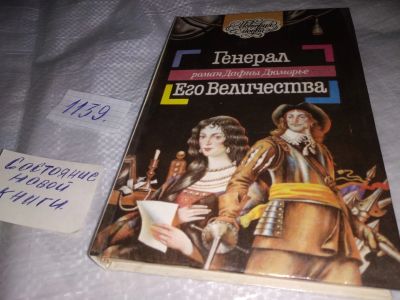 Генерал
роман Дафны Дюморье
Его Величества
1139.
Состояние
новой
книги.